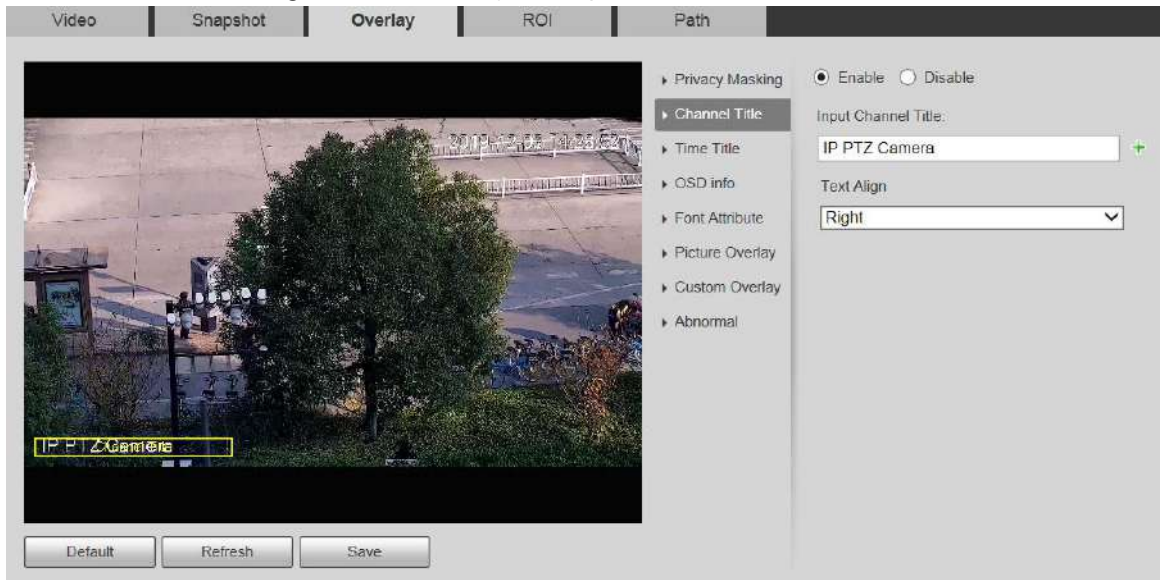 Video
Snapshot
Overlay
ROI
Path
Privacy Masking
Channel Title
Time Title
OSD info
Font Attribute
Picture Overlay
Custom Overlay
Abnormal
Enable
Disable
Input Channel Title:
IP PTZ Camera
Text Align
Right
IP PTZ Camera
Default
Refresh
Save